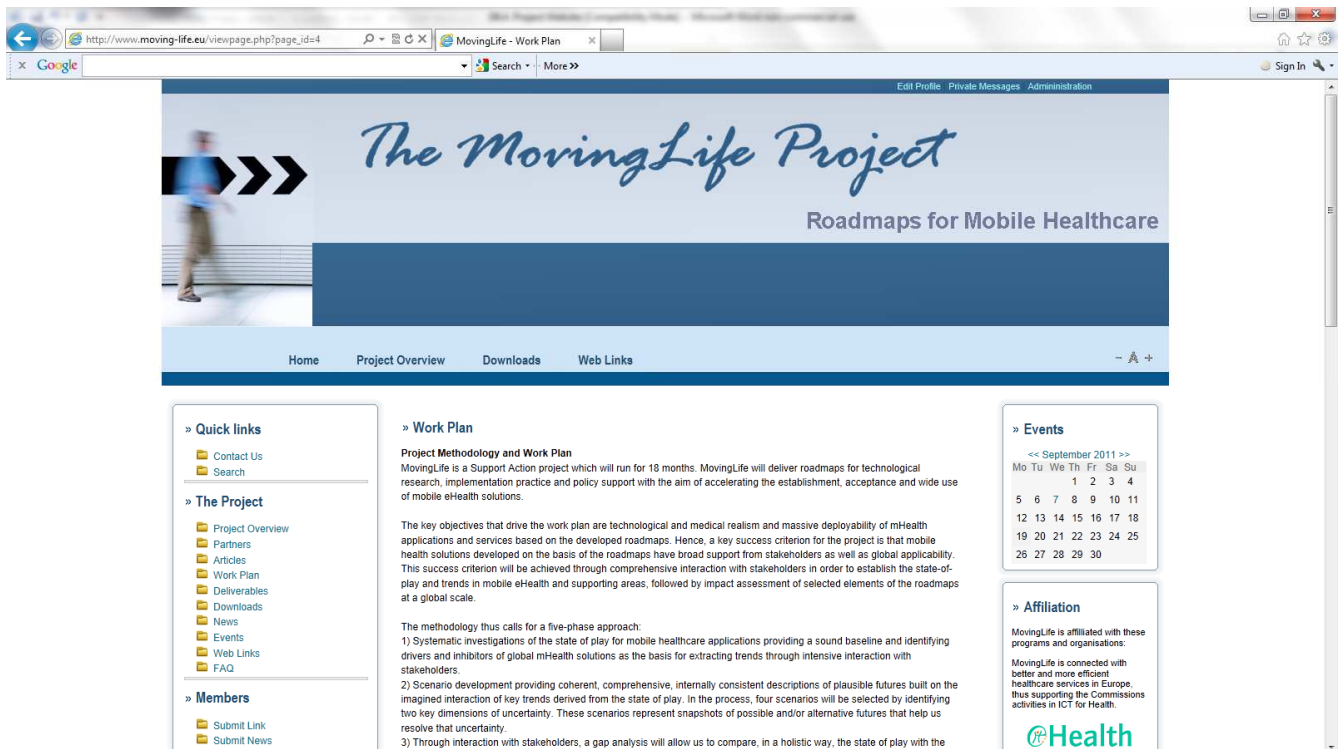 http://www.moving-life.eu/viewpage.php?page_id=4
MovingLife - Work Plan
x Google
Search
More >>
Sign In
Edit Profile Private Messages Admininistration
The MovingLife Project
Roadmaps for Mobile Healthcare
Home Project Overview Downloads Web Links
- A +
» Quick links
Contact Us
Search
» The Project
Project Overview
Partners
Articles
Work Plan
Deliverables
Downloads
News
Events
Web Links
FAQ
» Members
Submit Link
Submit News
» Work Plan
Project Methodology and Work Plan
MovingLife is a Support Action project which will run for 18 months. MovingLife will deliver roadmaps for technological
research, implementation practice and policy support with the aim of accelerating the establishment, acceptance and wide use
of mobile eHealth solutions.
The key objectives that drive the work plan are technological and medical realism and massive deployability of mHealth
applications and services based on the developed roadmaps. Hence, a key success criterion for the project is that mobile
health solutions developed on the basis of the roadmaps have broad support from stakeholders as well as global applicability.
This success criterion will be achieved through comprehensive interaction with stakeholders in order to establish the state-of-
play and trends in mobile eHealth and supporting areas, followed by impact assessment of selected elements of the roadmaps
at a global scale.
The methodology thus calls for a five-phase approach:
1) Systematic investigations of the state of play for mobile healthcare applications providing a sound baseline and identifying
drivers and inhibitors of global mHealth solutions as the basis for extracting trends through intensive interaction with
stakeholders.
2) Scenario development providing coherent, comprehensive, internally consistent descriptions of plausible futures built on the
imagined interaction of key trends derived from the state of play. In the process, four scenarios will be selected by identifying
two key dimensions of uncertainty. These scenarios represent snapshots of possible and/or alternative futures that help us
resolve that uncertainty.
3) Through interaction with stakeholders, a gap analysis will allow us to compare, in a holistic way, the state of play with the
» Events
<< September 2011 >>
Mo Tu We Th Fr Sa Su
1 2 3 4
5 6 7 8 9 10 11
12 13 14 15 16 17 18
19 20 21 22 23 24 25
26 27 28 29 30
» Affiliation
MovingLife is affiliated with these
programs and organisations:
MovingLife is connected with
better and more efficient
healthcare services in Europe,
thus supporting the Commissions
activities in ICT for Health.
eHealth